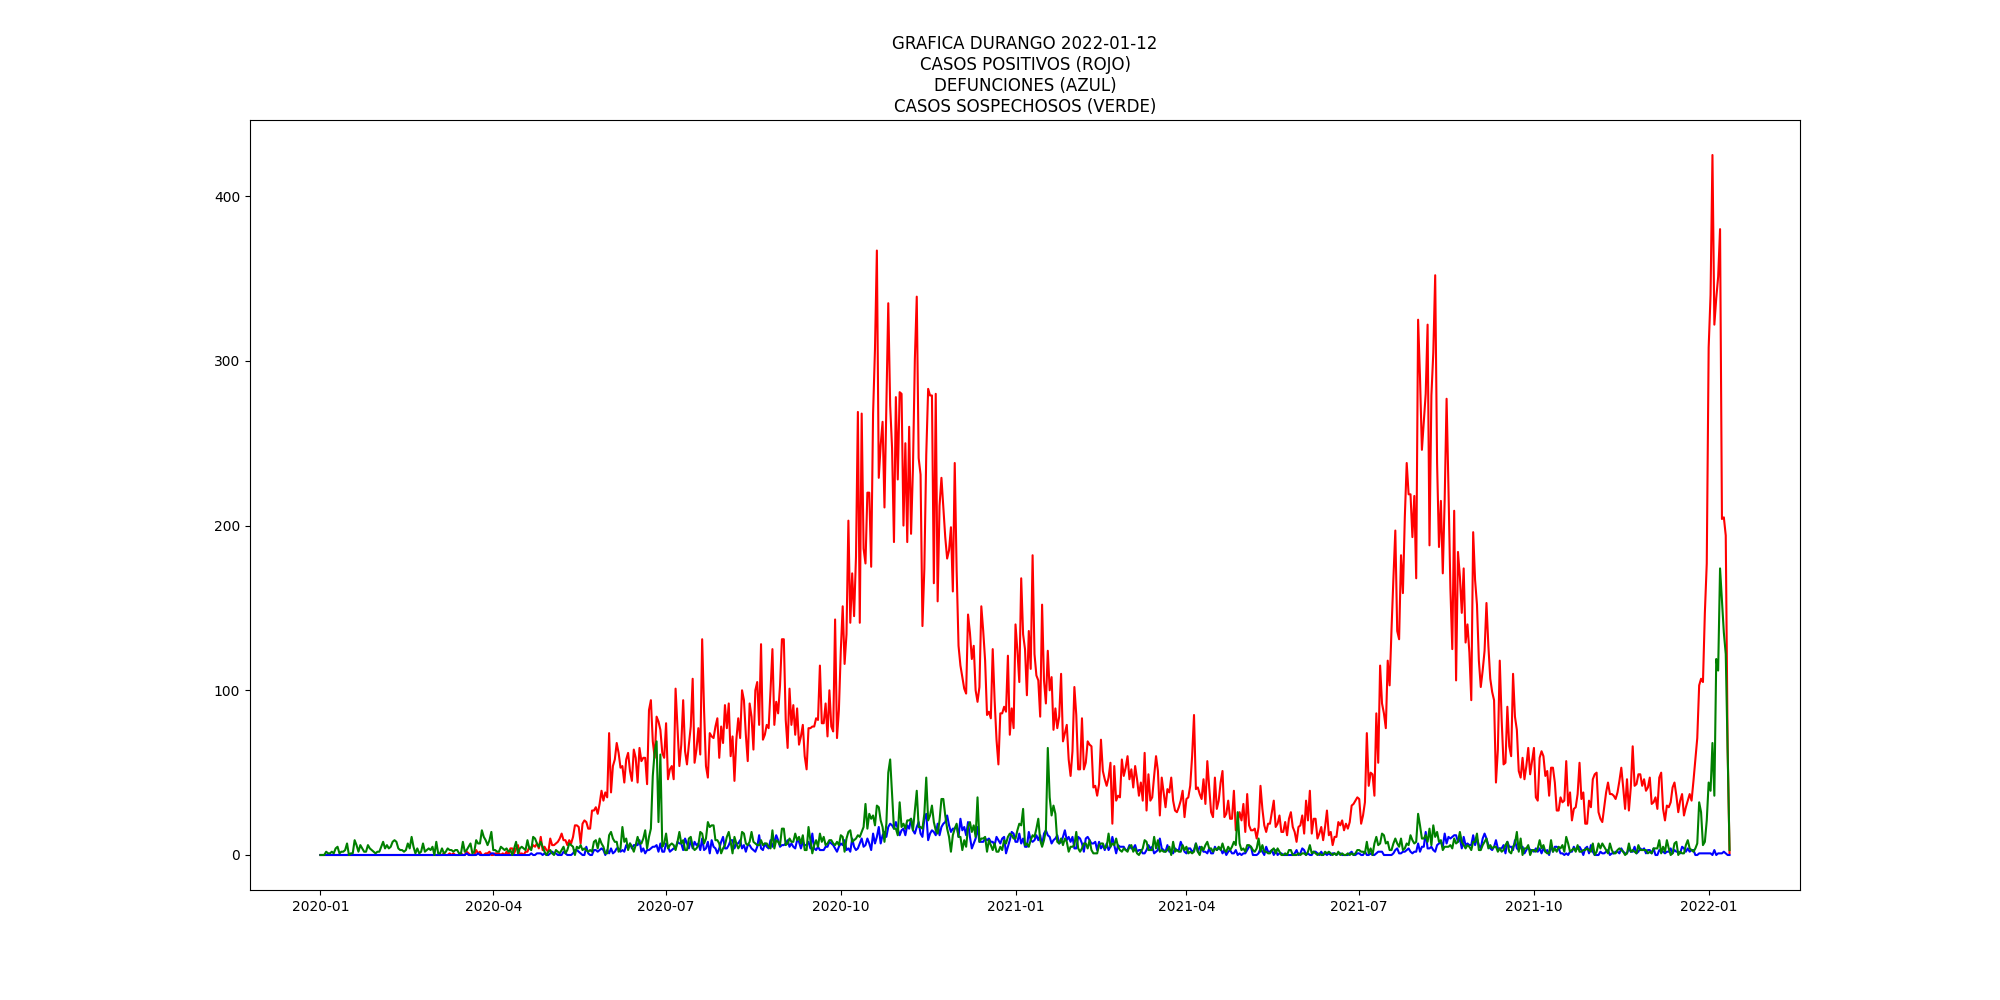 GRAFICA DURANGO 2022-01-12
CASOS POSITIVOS (ROJO)
DEFUNCIONES (AZUL)
CASOS SOSPECHOSOS (VERDE)
400
300
200
100
0
2020-01 2020-04 2020-07 2020-10 2021-01 2021-04 2021-07 2021-10 2022-01